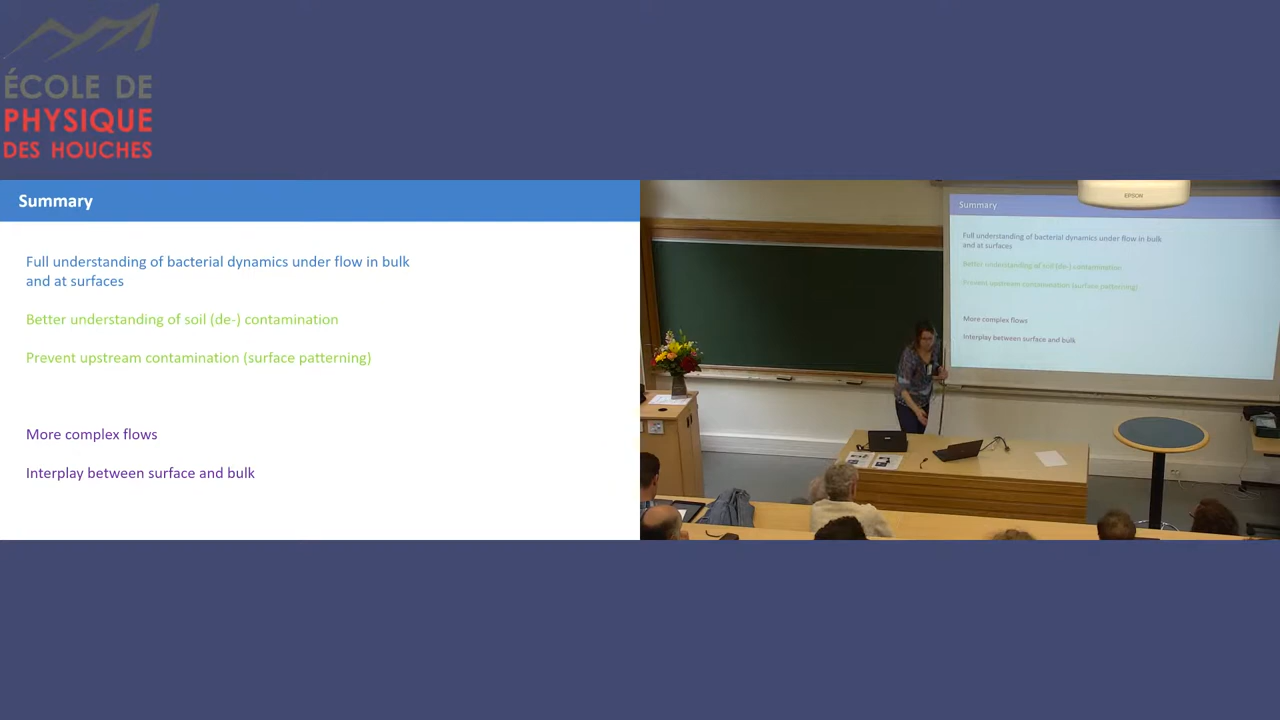 ÉCOLE DE
PHYSIQUE
DES HOUCHES
Summary
Full understanding of bacterial dynamics under flow in bulk
and at surfaces
Better understanding of soil (de-) contamination
Prevent upstream contamination (surface patterning)
More complex flows
Interplay between surface and bulk
EPSON
Summary
Full understanding of bacterial dynamics under flow in bulk
and at surfaces
Better understanding of soil (de-) contamination
Prevent upstream contamination (surface patterning)
More complex flows
Interplay between surface and bulk